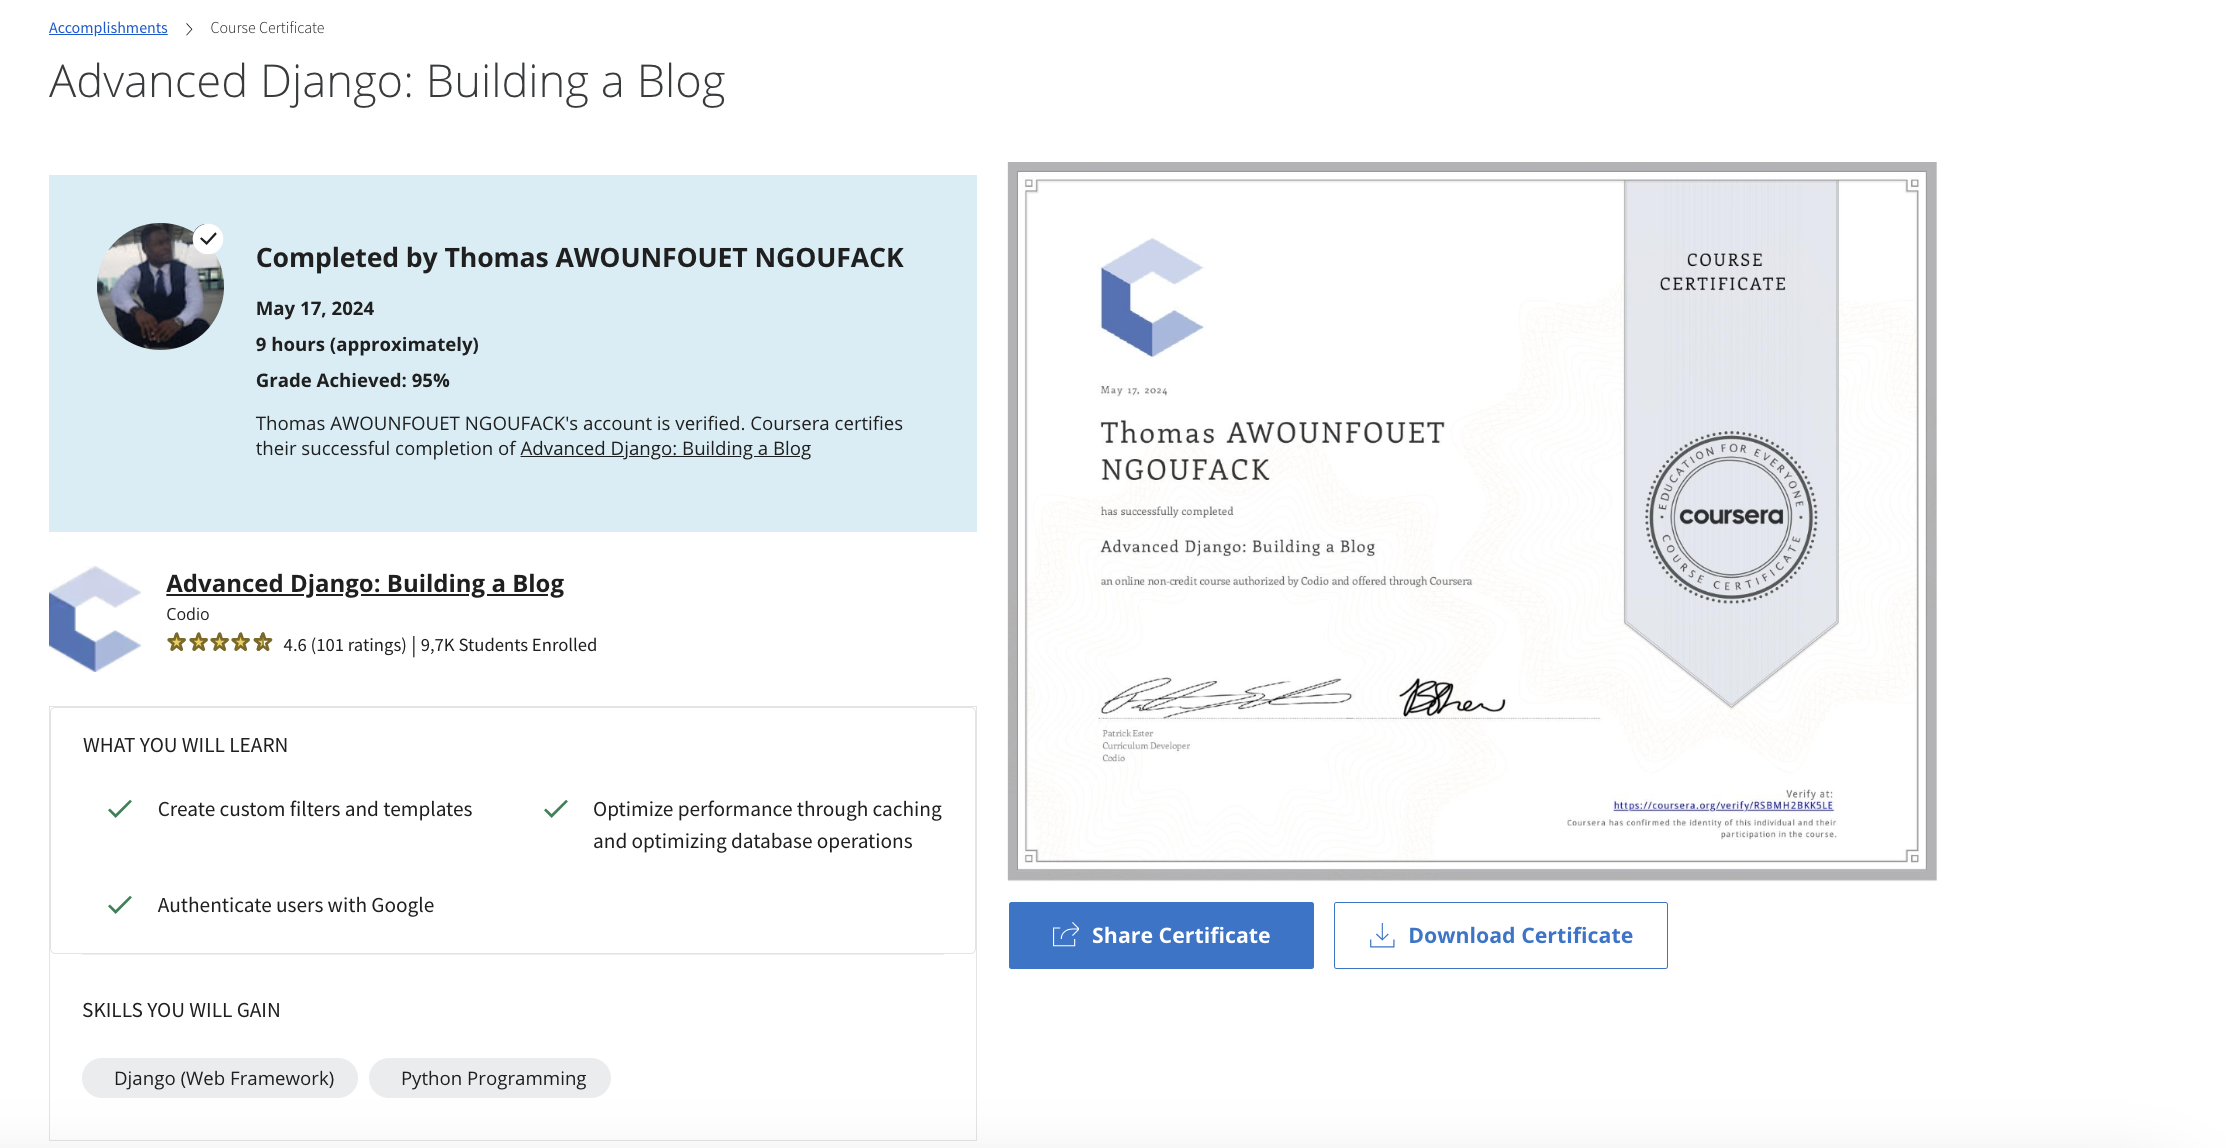 Accomplishments > Course Certificate
Advanced Django: Building a Blog
Completed by Thomas AWOUNFOUET NGOUFACK
May 17, 2024
9 hours (approximately)
Grade Achieved: 95%
Thomas AWOUNFOUET NGOUFACK's account is verified. Coursera certifies
their successful completion of Advanced Django: Building a Blog
Advanced Django: Building a Blog
Codio
4.6 (101 ratings) | 9,7K Students Enrolled
WHAT YOU WILL LEARN
Create custom filters and templates
Optimize performance through caching
and optimizing database operations
Authenticate users with Google
SKILLS YOU WILL GAIN
Django (Web Framework)
Python Programming
COURSE
CERTIFICATE
May 17, 2024
Thomas AWOUNFOUET
NGOUFACK
has successfully completed
Advanced Django: Building a Blog
an online non-credit course authorized by Codio and offered through Coursera
EDUCATION FOR EVERYONE
coursera
COURSE CERTIFICATE
Patrick Ester
Curriculum Developer
Codio
Verify at:
https://coursera.org/verify/RSBMH2BKK5LE
Coursera has confirmed the identity of this individual and their
participation in the course.
Share Certificate
Download Certificate